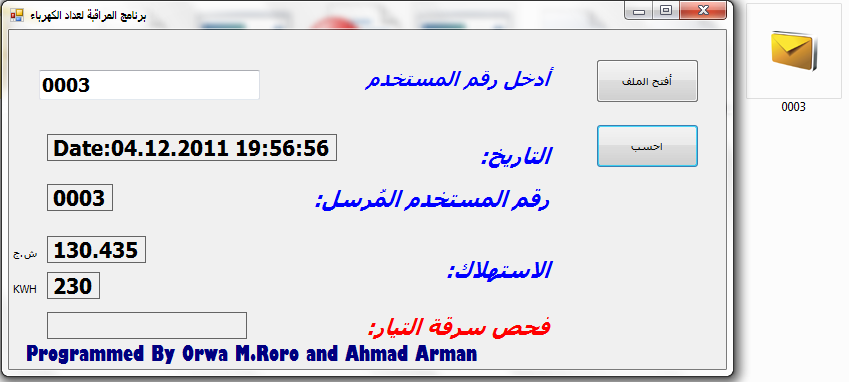 برنامج المراقبة لعداد الكهرباء
أدخل رقم المستخدم
0003
أفتح الملف
احسب
التاريخ:
Date:04.12.2011 19:56:56
رقم المستخدم المُرسل:
0003
الاستهلاك:
130.435
ش.ج
230
KWH
فحص سرقة التيار:
Programmed By Orwa M.Roro and Ahmad Arman
0003